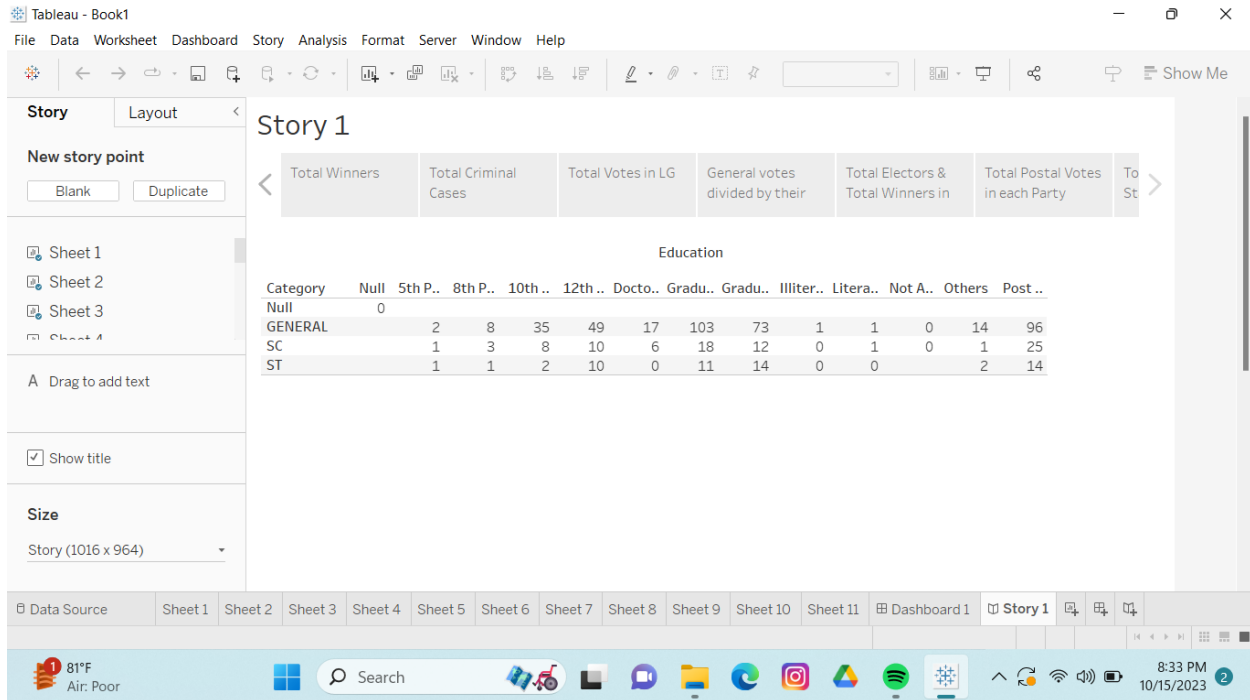 Tableau - Book1
File Data Worksheet Dashboard Story Analysis Format Server Window Help
Show Me
Story Layout
New story point
Blank Duplicate
Sheet 1
Sheet 2
Sheet 3
Sheet 4
A Drag to add text
Show title
Size
Story (1016 x 964)
Story 1
Total Winners
Total Criminal
Cases
Total Votes in LG
General votes
divided by their
Total Electors &
Total Winners in
Total Postal Votes
in each Party
To
St
Education
Category Null 5th P.. 8th P.. 10th .. 12th .. Docto.. Gradu.. Gradu.. Illiter.. Litera.. Not A.. Others Post ..
Null 0
GENERAL 2 8 35 49 17 103 73 1 1 0 14 96
SC 1 3 8 10 6 18 12 0 1 0 1 25
ST 1 1 2 10 0 11 14 0 0 2 14
Data Source Sheet 1 Sheet 2 Sheet 3 Sheet 4 Sheet 5 Sheet 6 Sheet 7 Sheet 8 Sheet 9 Sheet 10 Sheet 11 Dashboard 1 Story 1
1
81°F
Air: Poor
Search
8:33 PM
10/15/2023
2